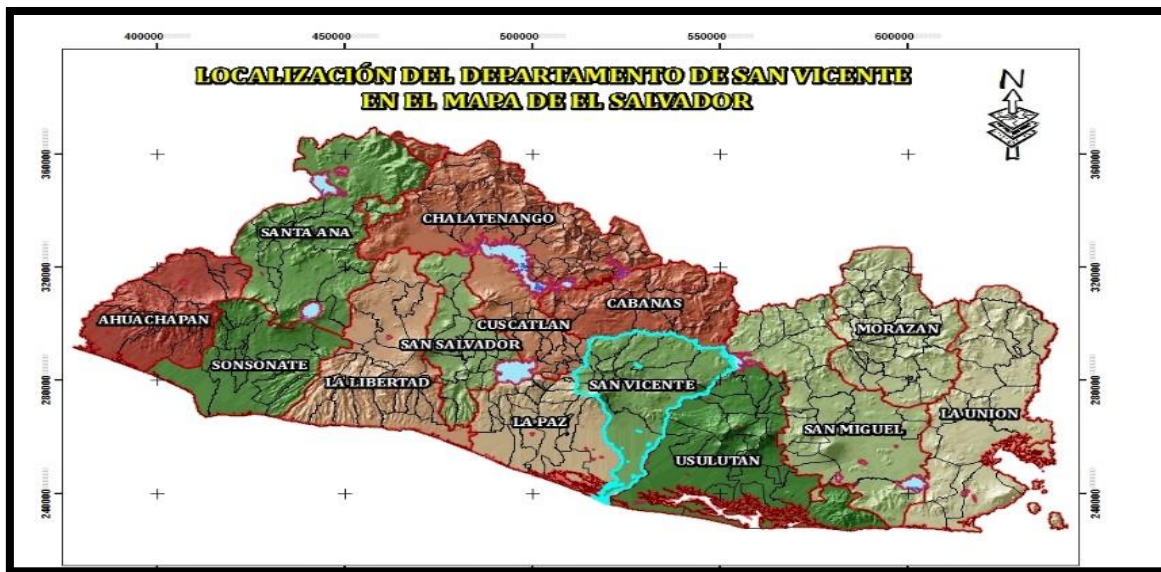 400000 450000 500000 550000 600000
LOCALIZACIÓN DEL DEPARTAMENTO DE SAN VICENTE
EN EL MAPA DE EL SALVADOR
N
360000 360000
CHALATENANGO
SANTA ANA
320000 320000
CABANAS
AHUACHAPAN
CUSCATLAN
MORAZAN
SAN SALVADOR
SONSONATE
LA LIBERTAD
SAN VICENTE
280000 280000
LA UNION
LA PAZ
SAN MIGUEL
USULUTAN
240000 240000